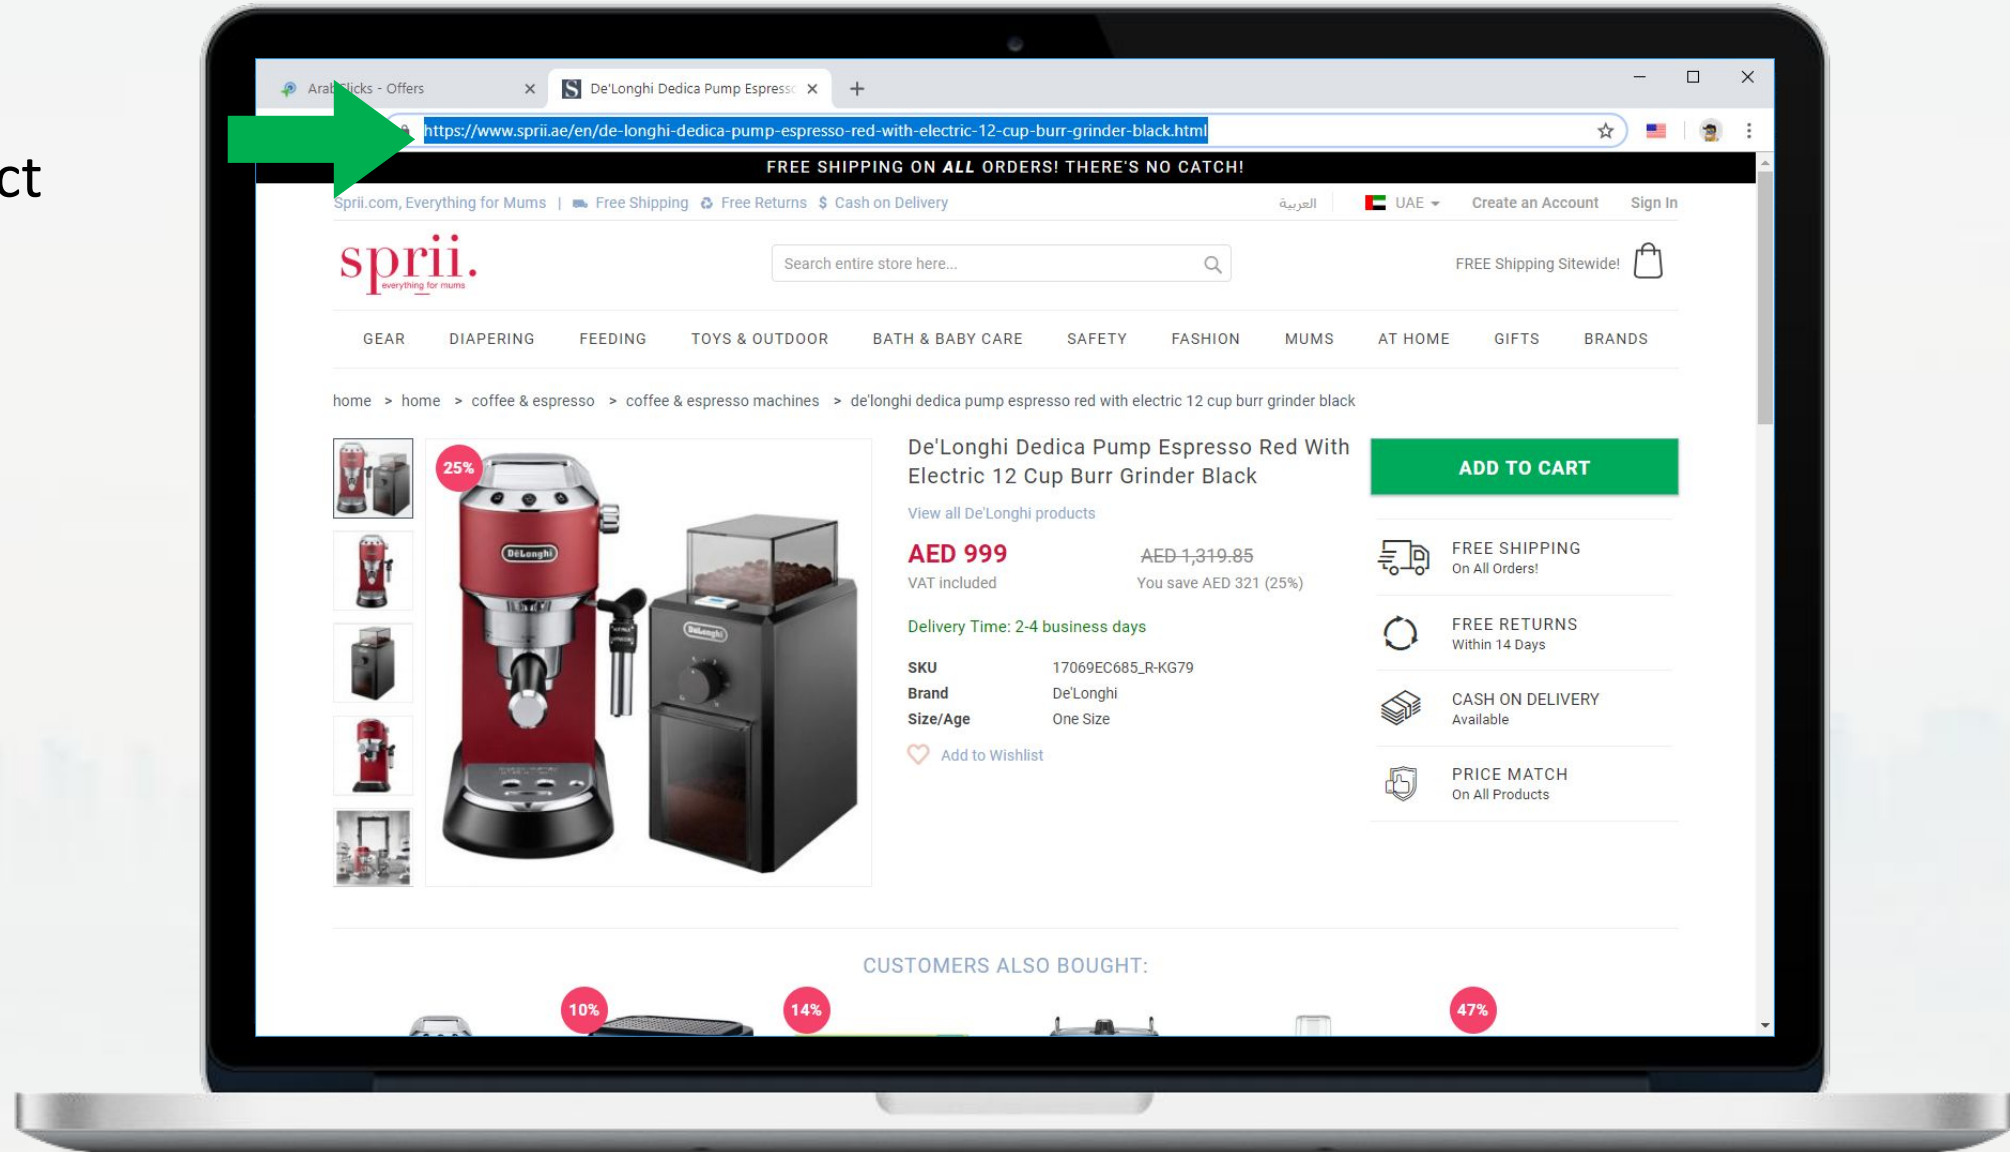 ct
Arab Clicks - Offers
De'Longhi Dedica Pump Espress
https://www.sprii.ae/en/de-longhi-dedica-pump-espresso-red-with-electric-12-cup-burr-grinder-black.html
FREE SHIPPING ON ALL ORDERS! THERE'S NO CATCH!
Sprii.com, Everything for Mums | Free Shipping Free Returns $ Cash on Delivery العربية UAE Create an Account Sign In
sprii.
everything for mums
Search entire store here...
FREE Shipping Sitewide!
GEAR DIAPERING FEEDING TOYS & OUTDOOR BATH & BABY CARE SAFETY FASHION MUMS AT HOME GIFTS BRANDS
home > home > coffee & espresso > coffee & espresso machines > de'longhi dedica pump espresso red with electric 12 cup burr grinder black
25%
DeLonghi
DeLonghi
De'Longhi Dedica Pump Espresso Red With
Electric 12 Cup Burr Grinder Black
View all De'Longhi products
AED 999 AED 1,319.85
VAT included You save AED 321 (25%)
Delivery Time: 2-4 business days
SKU 17069EC685_R-KG79
Brand De'Longhi
Size/Age One Size
Add to Wishlist
ADD TO CART
FREE SHIPPING
On All Orders!
FREE RETURNS
Within 14 Days
CASH ON DELIVERY
Available
PRICE MATCH
On All Products
CUSTOMERS ALSO BOUGHT:
10% 14% 47%